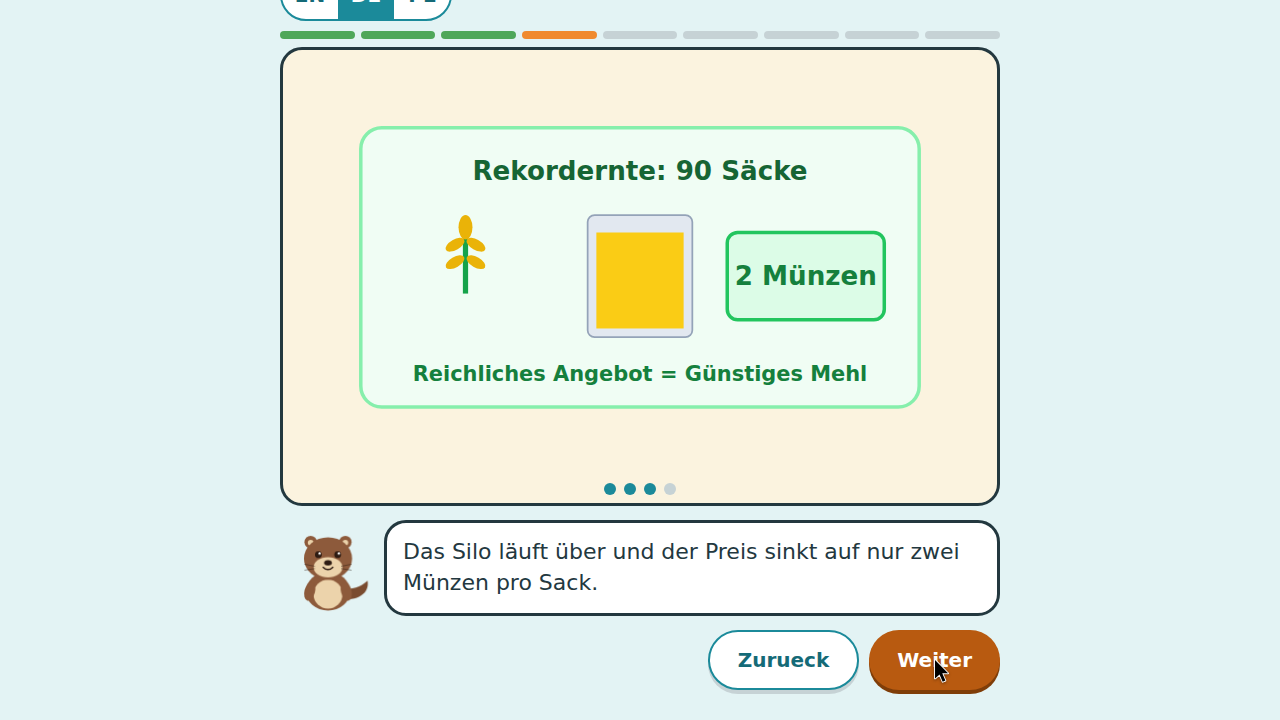 Rekordernte: 90 Säcke
2 Münzen
Reichliches Angebot = Günstiges Mehl
Das Silo läuft über und der Preis sinkt auf nur zwei
Münzen pro Sack.
Zurueck
Weiter